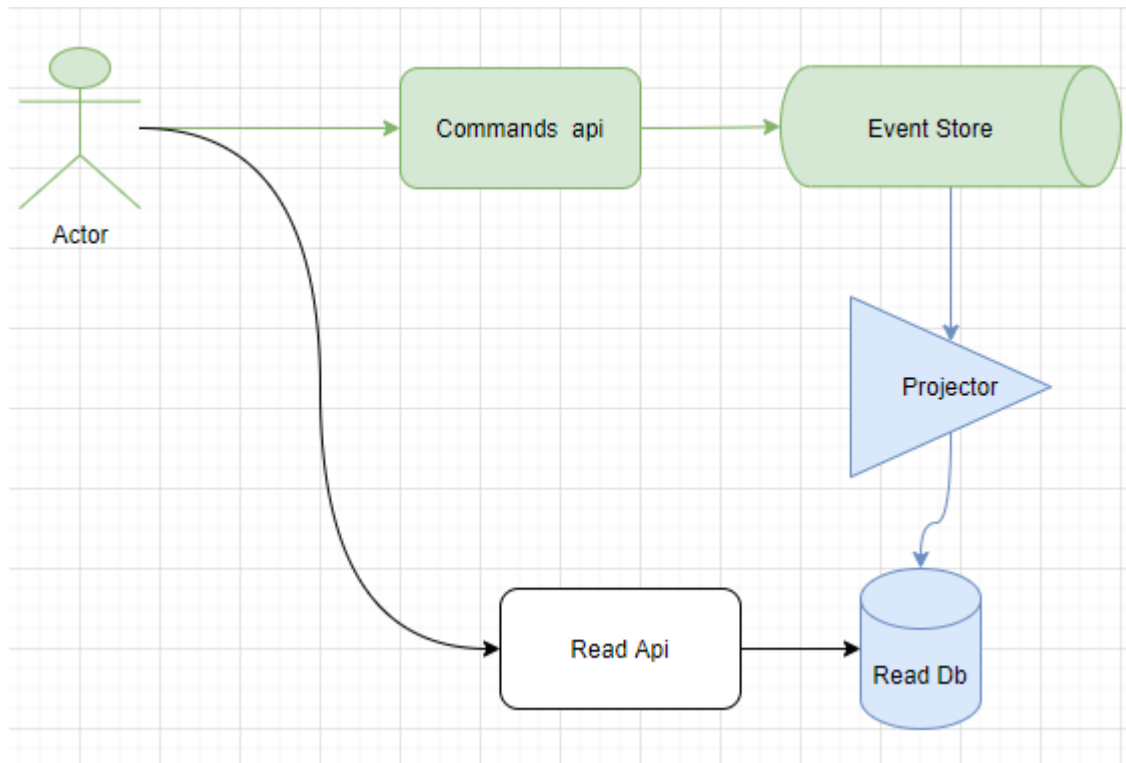 Commands  api
Event Store
Actor
Projector
Read Api
Read Db